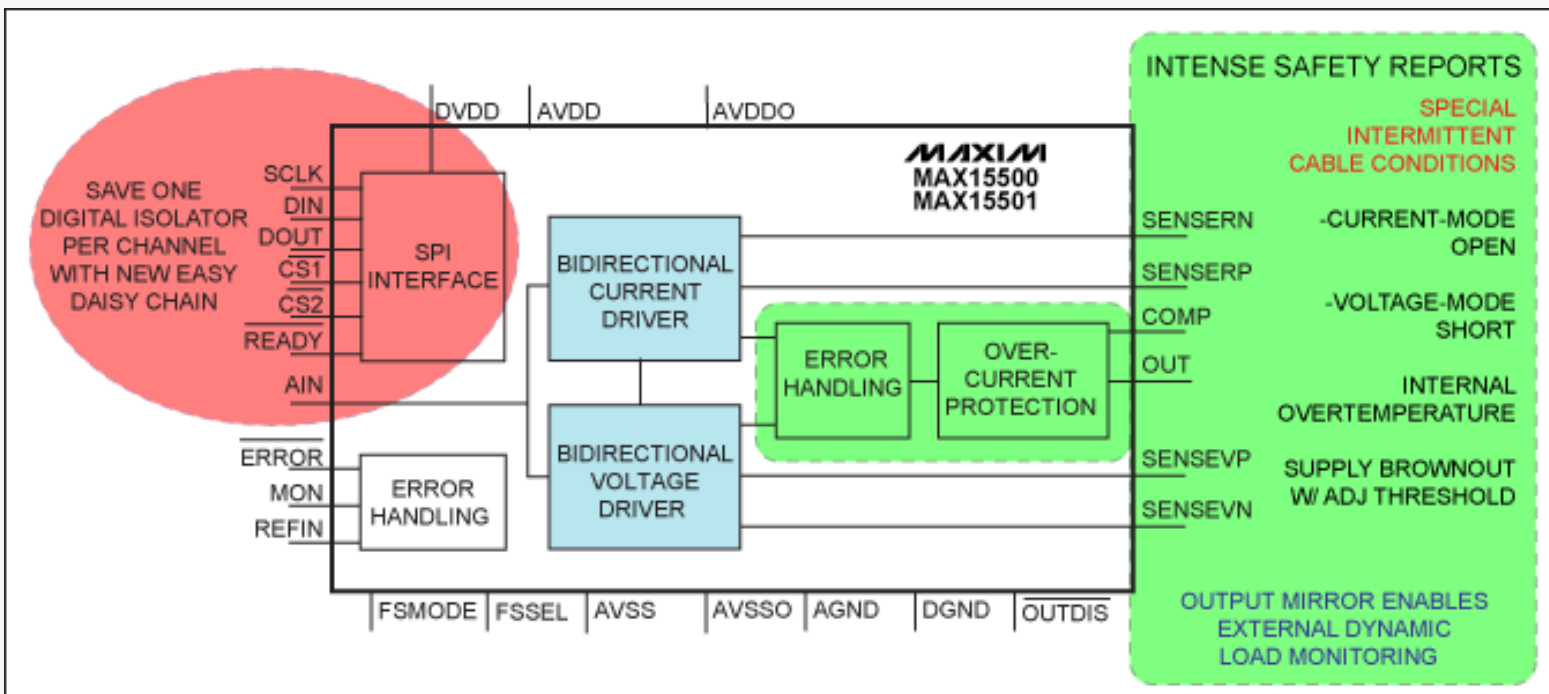 INTENSE SAFETY REPORTS
SPECIAL
INTERMITTENT
CABLE CONDITIONS
-CURRENT-MODE
OPEN
-VOLTAGE-MODE
SHORT
INTERNAL
OVERTEMPERATURE
SUPPLY BROWNOUT
W/ ADJ THRESHOLD
OUTPUT MIRROR ENABLES
EXTERNAL DYNAMIC
LOAD MONITORING
DVDD
AVDD
AVDDO
MAXIM
MAX15500
MAX15501
SAVE ONE
DIGITAL ISOLATOR
PER CHANNEL
WITH NEW EASY
DAISY CHAIN
SCLK
DIN
DOUT
CS1
CS2
READY
AIN
ERROR
MON
REFIN
SPI
INTERFACE
ERROR
HANDLING
BIDIRECTIONAL
CURRENT
DRIVER
BIDIRECTIONAL
VOLTAGE
DRIVER
ERROR
HANDLING
OVER-
CURRENT
PROTECTION
SENSERN
SENSERP
COMP
OUT
SENSEVP
SENSEVN
FSMODE
FSSEL
AVSS
AVSSO
AGND
DGND
OUTDIS